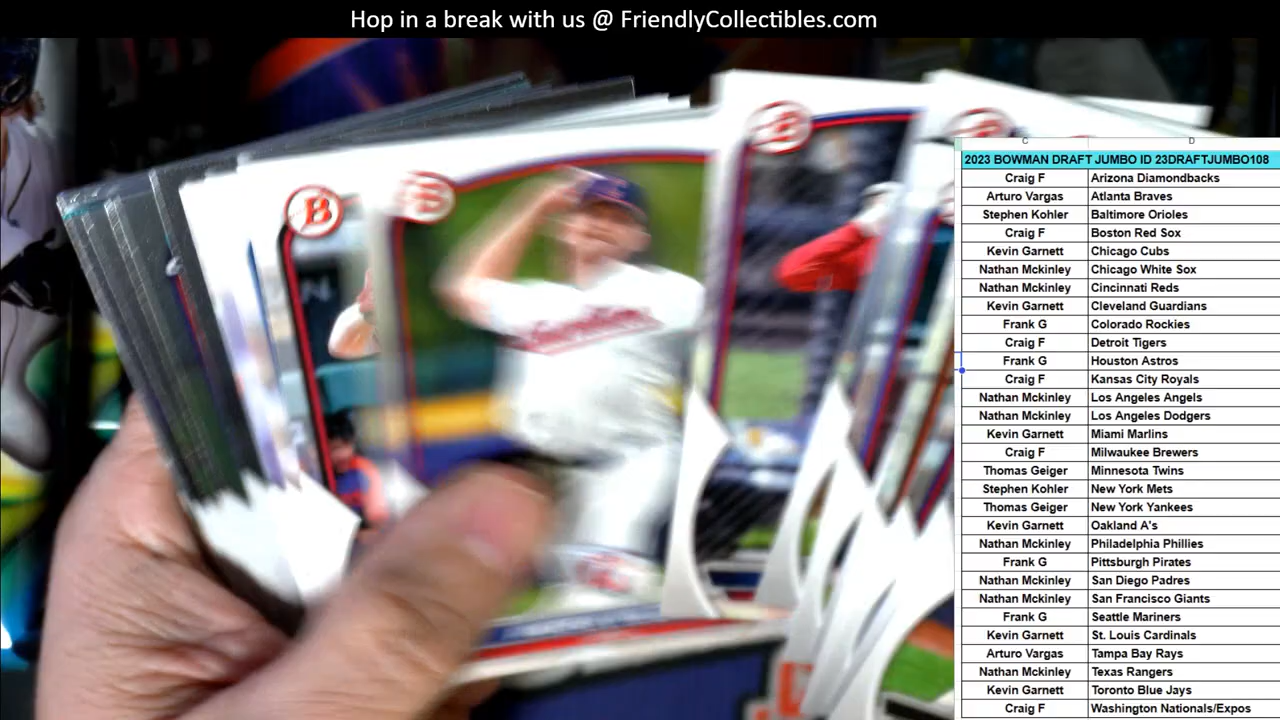 Hop in a break with us @ FriendlyCollectibles.com
C D
2023 BOWMAN DRAFT JUMBO ID 23DRAFTJUMBO108
Craig F Arizona Diamondbacks
Arturo Vargas Atlanta Braves
Stephen Kohler Baltimore Orioles
Craig F Boston Red Sox
Kevin Garnett Chicago Cubs
Nathan Mckinley Chicago White Sox
Nathan Mckinley Cincinnati Reds
Kevin Garnett Cleveland Guardians
Frank G Colorado Rockies
Craig F Detroit Tigers
Frank G Houston Astros
Craig F Kansas City Royals
Nathan Mckinley Los Angeles Angels
Nathan Mckinley Los Angeles Dodgers
Kevin Garnett Miami Marlins
Craig F Milwaukee Brewers
Thomas Geiger Minnesota Twins
Stephen Kohler New York Mets
Thomas Geiger New York Yankees
Kevin Garnett Oakland A's
Nathan Mckinley Philadelphia Phillies
Frank G Pittsburgh Pirates
Nathan Mckinley San Diego Padres
Nathan Mckinley San Francisco Giants
Frank G Seattle Mariners
Kevin Garnett St. Louis Cardinals
Arturo Vargas Tampa Bay Rays
Nathan Mckinley Texas Rangers
Kevin Garnett Toronto Blue Jays
Craig F Washington Nationals/Expos
B
B
B